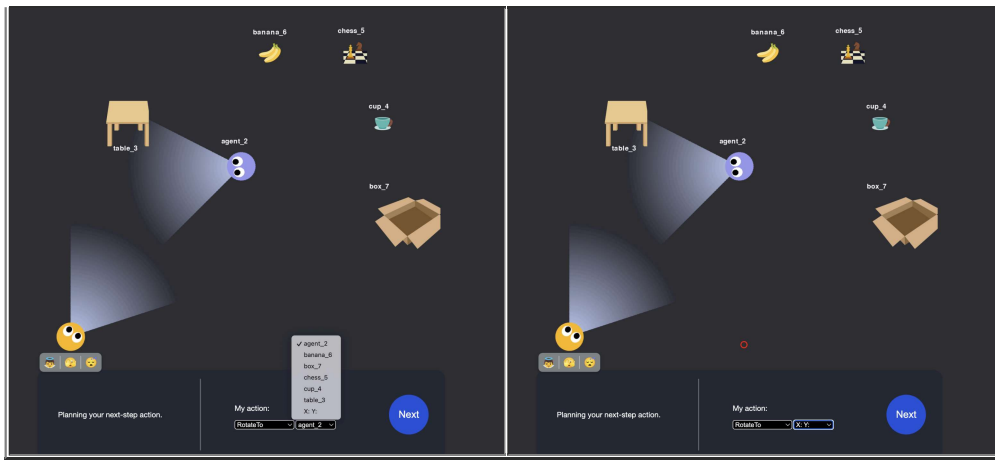 banana_6
chess_5
cup_4
table_3
agent_2
box_7
✓ agent_2
banana_6
box_7
chess_5
cup_4
table_3
X: Y:
Planning your next-step action.
My action:
RotateTo
agent_2
Next
banana_6
chess_5
cup_4
table_3
agent_2
box_7
Planning your next-step action.
My action:
RotateTo
X: Y:
Next